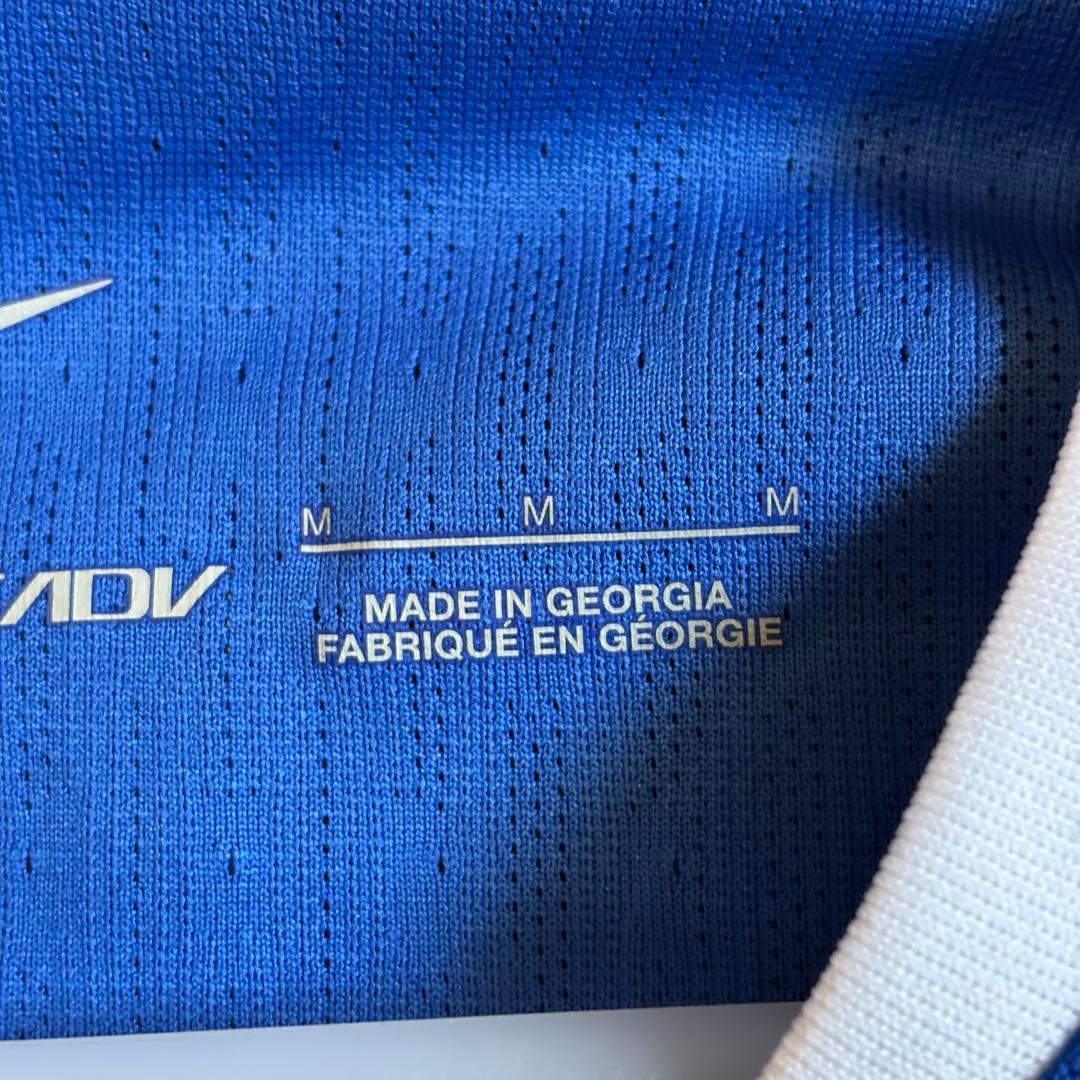 M M M
ADV
MADE IN GEORGIA
FABRIQUÉ EN GÉORGIE